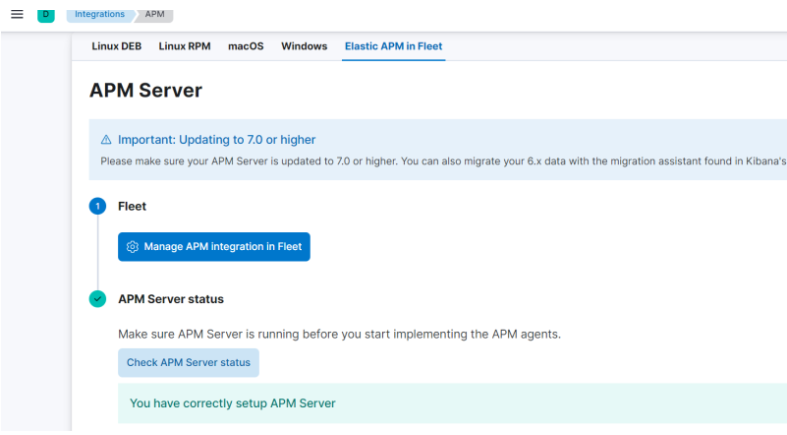 D Integrations APM
Linux DEB Linux RPM macOS Windows Elastic APM in Fleet
APM Server
Important: Updating to 7.0 or higher
Please make sure your APM Server is updated to 7.0 or higher. You can also migrate your 6.x data with the migration assistant found in Kibana's
1 Fleet
Manage APM integration in Fleet
APM Server status
Make sure APM Server is running before you start implementing the APM agents.
Check APM Server status
You have correctly setup APM Server